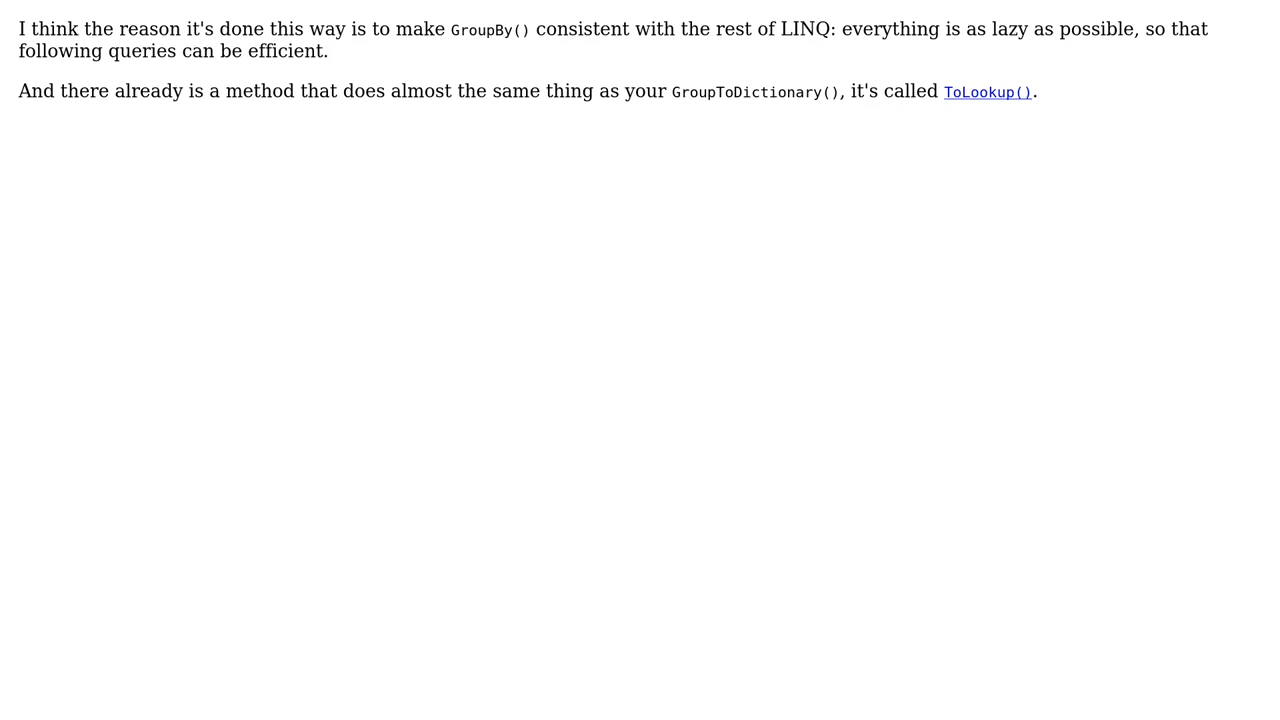 I think the reason it's done this way is to make GroupBy() consistent with the rest of LINQ: everything is as lazy as possible, so that
following queries can be efficient.
And there already is a method that does almost the same thing as your GroupToDictionary(), it's called ToLookup().